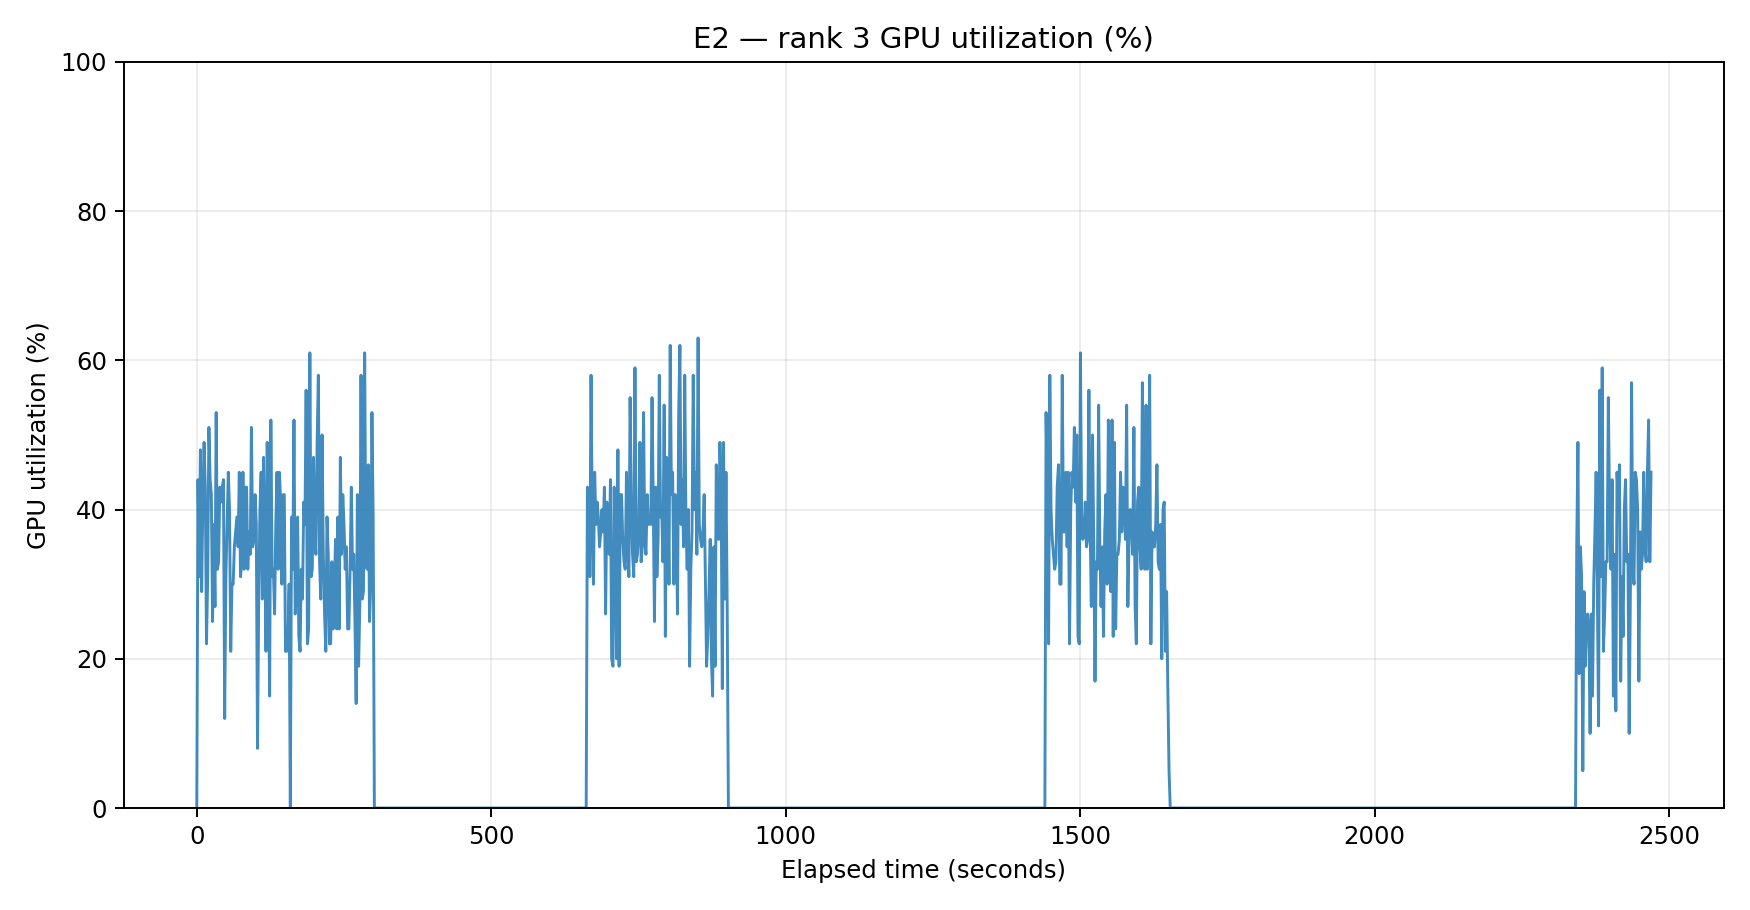 E2 — rank 3 GPU utilization (%)
100
80
60
40
20
0
GPU utilization (%)
0 500 1000 1500 2000 2500
Elapsed time (seconds)